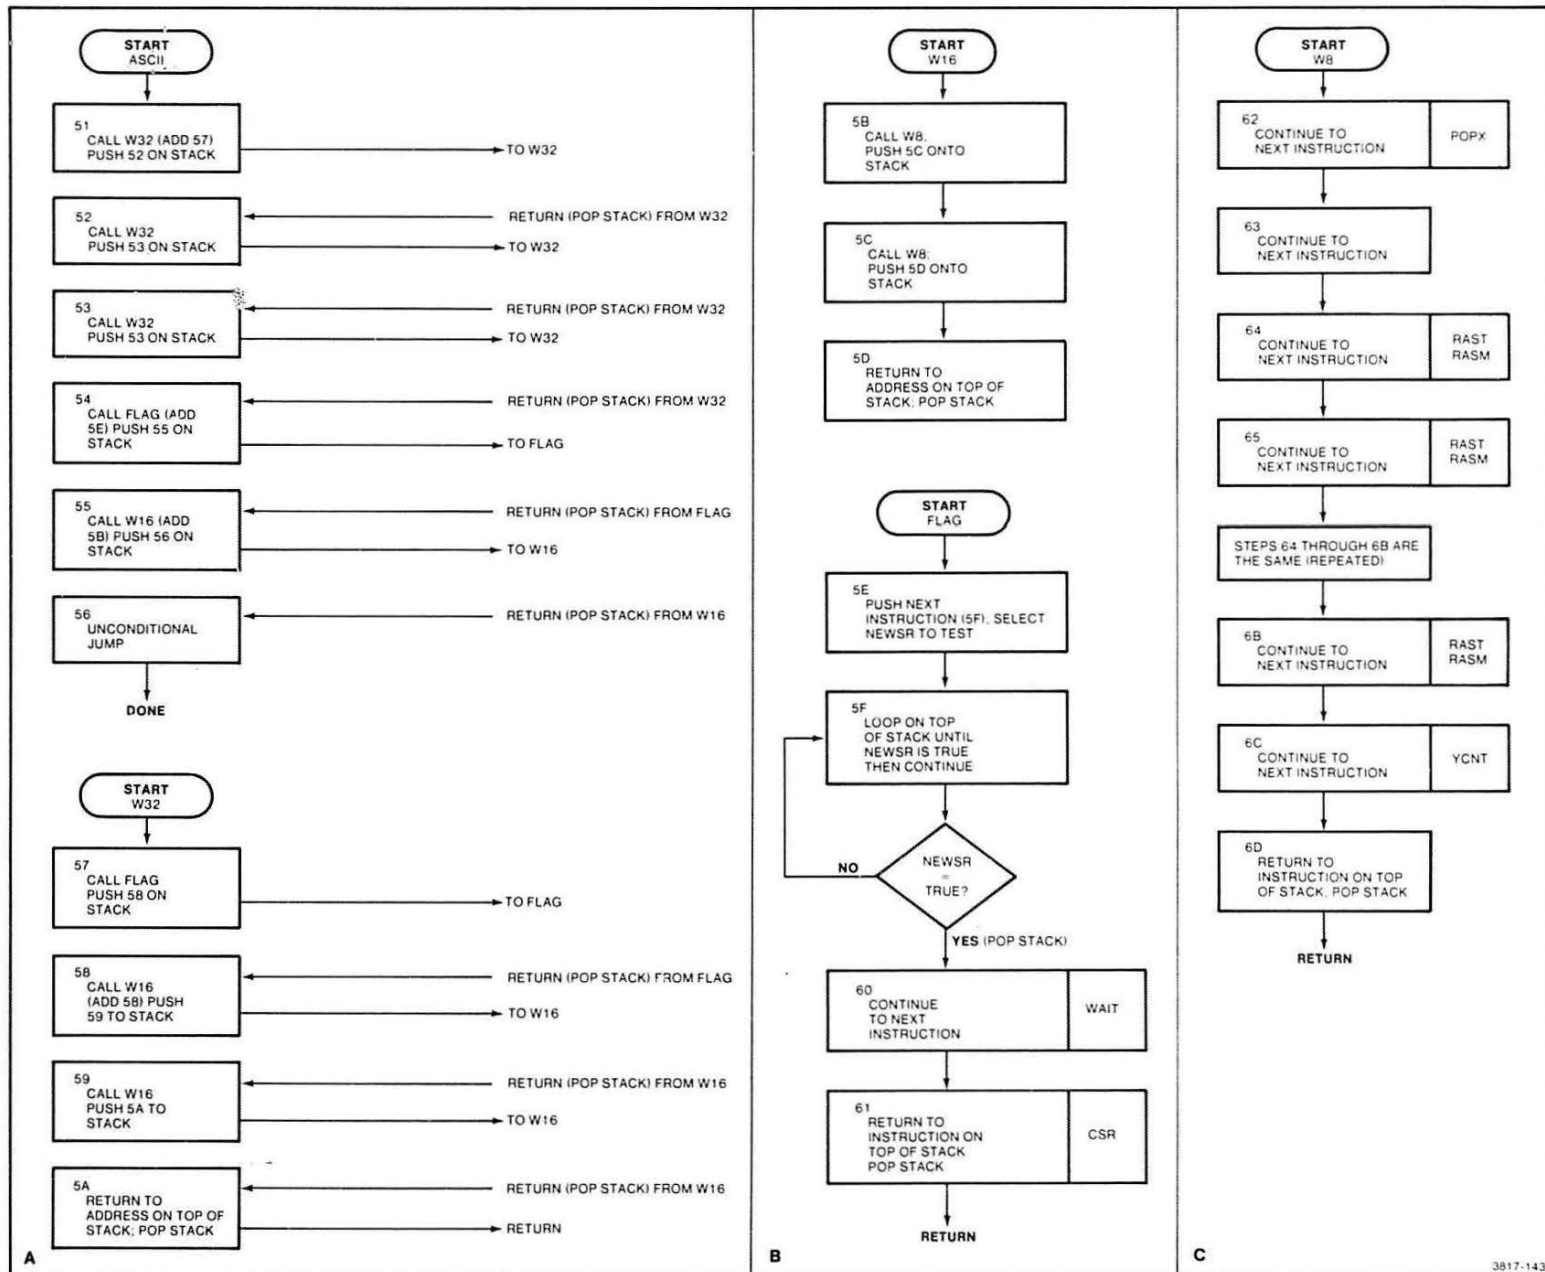 START
ASCII
51
CALL W32 (ADD 57)
PUSH 52 ON STACK
TO W32
52
CALL W32
PUSH 53 ON STACK
RETURN (POP STACK) FROM W32
TO W32
53
CALL W32
PUSH 53 ON STACK
RETURN (POP STACK) FROM W32
TO W32
54
CALL FLAG (ADD
5E) PUSH 55 ON
STACK
RETURN (POP STACK) FROM W32
TO FLAG
55
CALL W16 (ADD
5B) PUSH 56 ON
STACK
RETURN (POP STACK) FROM FLAG
TO W16
56
UNCONDITIONAL
JUMP
RETURN (POP STACK) FROM W16
DONE
START
W32
57
CALL FLAG
PUSH 58 ON
STACK
TO FLAG
58
CALL W16
(ADD 58) PUSH
59 TO STACK
RETURN (POP STACK) FROM FLAG
TO W16
59
CALL W16
PUSH 5A TO
STACK
RETURN (POP STACK) FROM W16
TO W16
5A
RETURN TO
ADDRESS ON TOP OF
STACK; POP STACK
RETURN (POP STACK) FROM W16
RETURN
A
START
W16
5B
CALL W8;
PUSH 5C ONTO
STACK
5C
CALL W8;
PUSH 5D ONTO
STACK
5D
RETURN TO
ADDRESS ON TOP OF
STACK; POP STACK
START
FLAG
5E
PUSH NEXT
INSTRUCTION (5F), SELECT
NEWSR TO TEST
5F
LOOP ON TOP
OF STACK UNTIL
NEWSR IS TRUE
THEN CONTINUE
NEWSR
=
TRUE?
NO
YES (POP STACK)
60
CONTINUE
TO NEXT
INSTRUCTION
WAIT
61
RETURN TO
INSTRUCTION ON
TOP OF STACK
POP STACK
CSR
RETURN
B
START
W8
62
CONTINUE TO
NEXT INSTRUCTION
POPX
63
CONTINUE TO
NEXT INSTRUCTION
64
CONTINUE TO
NEXT INSTRUCTION
RAST
RASM
65
CONTINUE TO
NEXT INSTRUCTION
RAST
RASM
STEPS 64 THROUGH 6B ARE
THE SAME (REPEATED)
6B
CONTINUE TO
NEXT INSTRUCTION
RAST
RASM
6C
CONTINUE TO
NEXT INSTRUCTION
YCNT
6D
RETURN TO
INSTRUCTION ON TOP
OF STACK, POP STACK
RETURN
C
3817-143